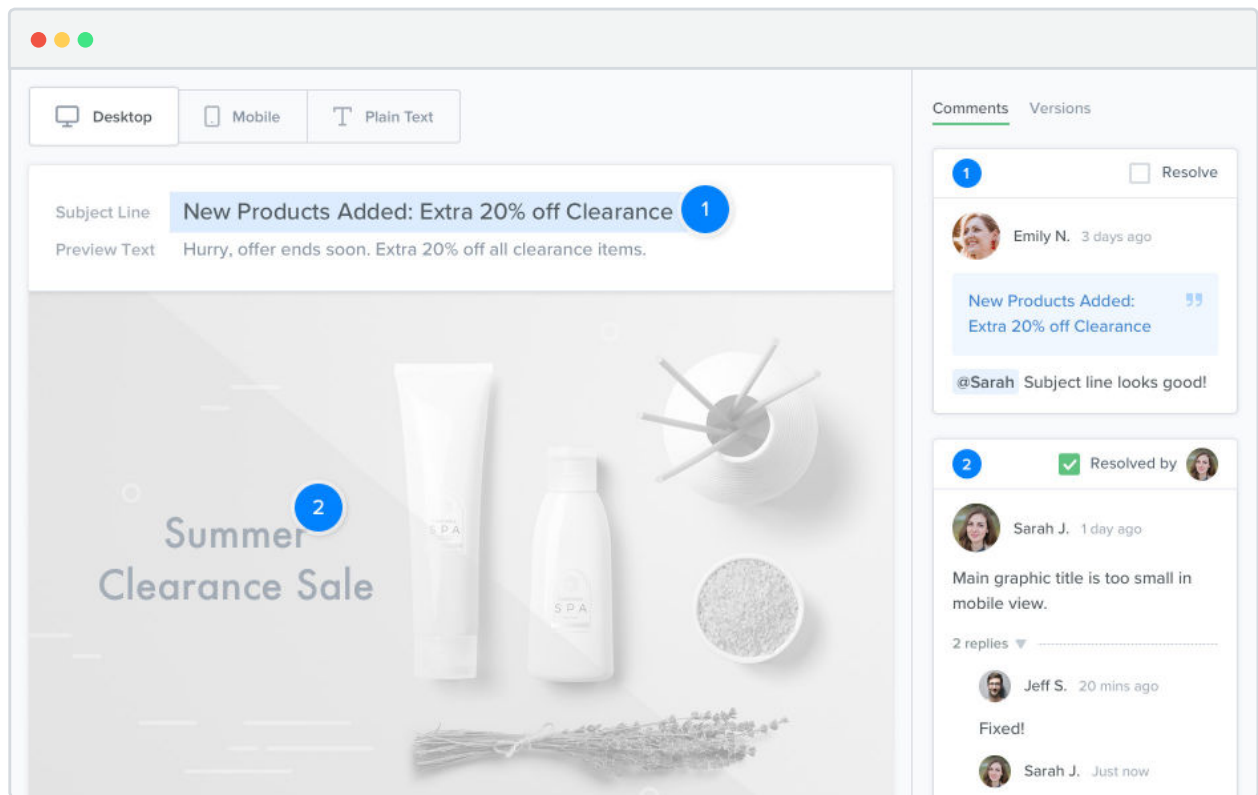 Desktop
Mobile
Plain Text
Subject Line
New Products Added: Extra 20% off Clearance
1
Preview Text
Hurry, offer ends soon. Extra 20% off all clearance items.
2
Summer
Clearance Sale
SPA
SPA
Comments
Versions
1
Resolve
Emily N.
3 days ago
New Products Added:
Extra 20% off Clearance
@Sarah Subject line looks good!
2
Resolved by
Sarah J.
1 day ago
Main graphic title is too small in
mobile view.
2 replies
Jeff S.
20 mins ago
Fixed!
Sarah J.
Just now